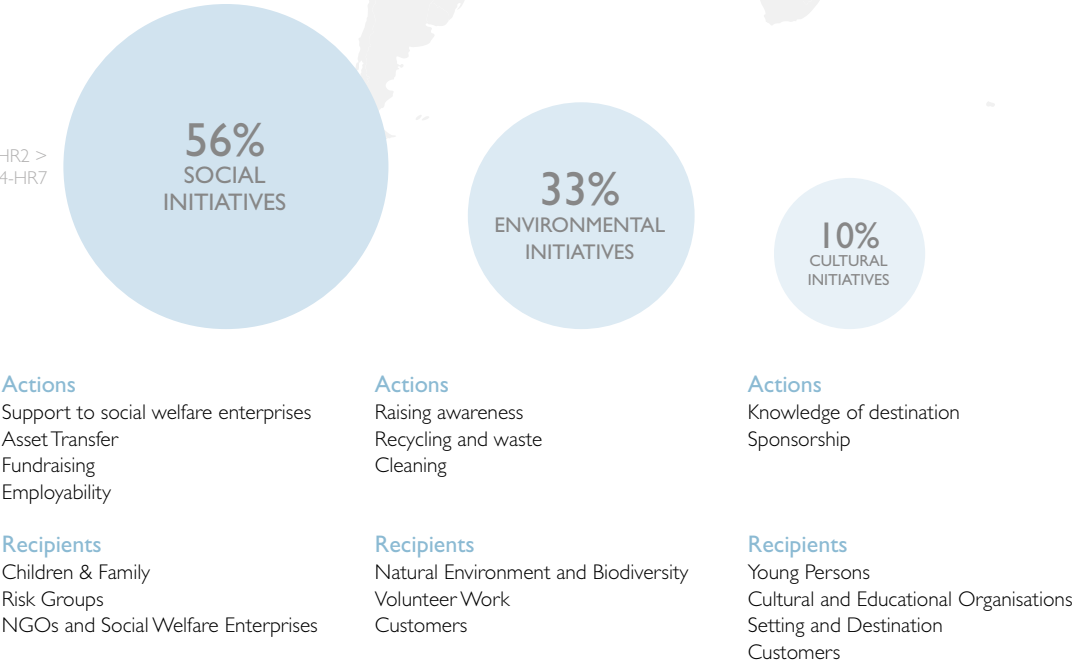 HR2 >
4-HR7
56%
SOCIAL
INITIATIVES
33%
ENVIRONMENTAL
INITIATIVES
10%
CULTURAL
INITIATIVES
Actions
Support to social welfare enterprises
Asset Transfer
Fundraising
Employability
Recipients
Children & Family
Risk Groups
NGOs and Social Welfare Enterprises
Actions
Raising awareness
Recycling and waste
Cleaning
Recipients
Natural Environment and Biodiversity
Volunteer Work
Customers
Actions
Knowledge of destination
Sponsorship
Recipients
Young Persons
Cultural and Educational Organisations
Setting and Destination
Customers